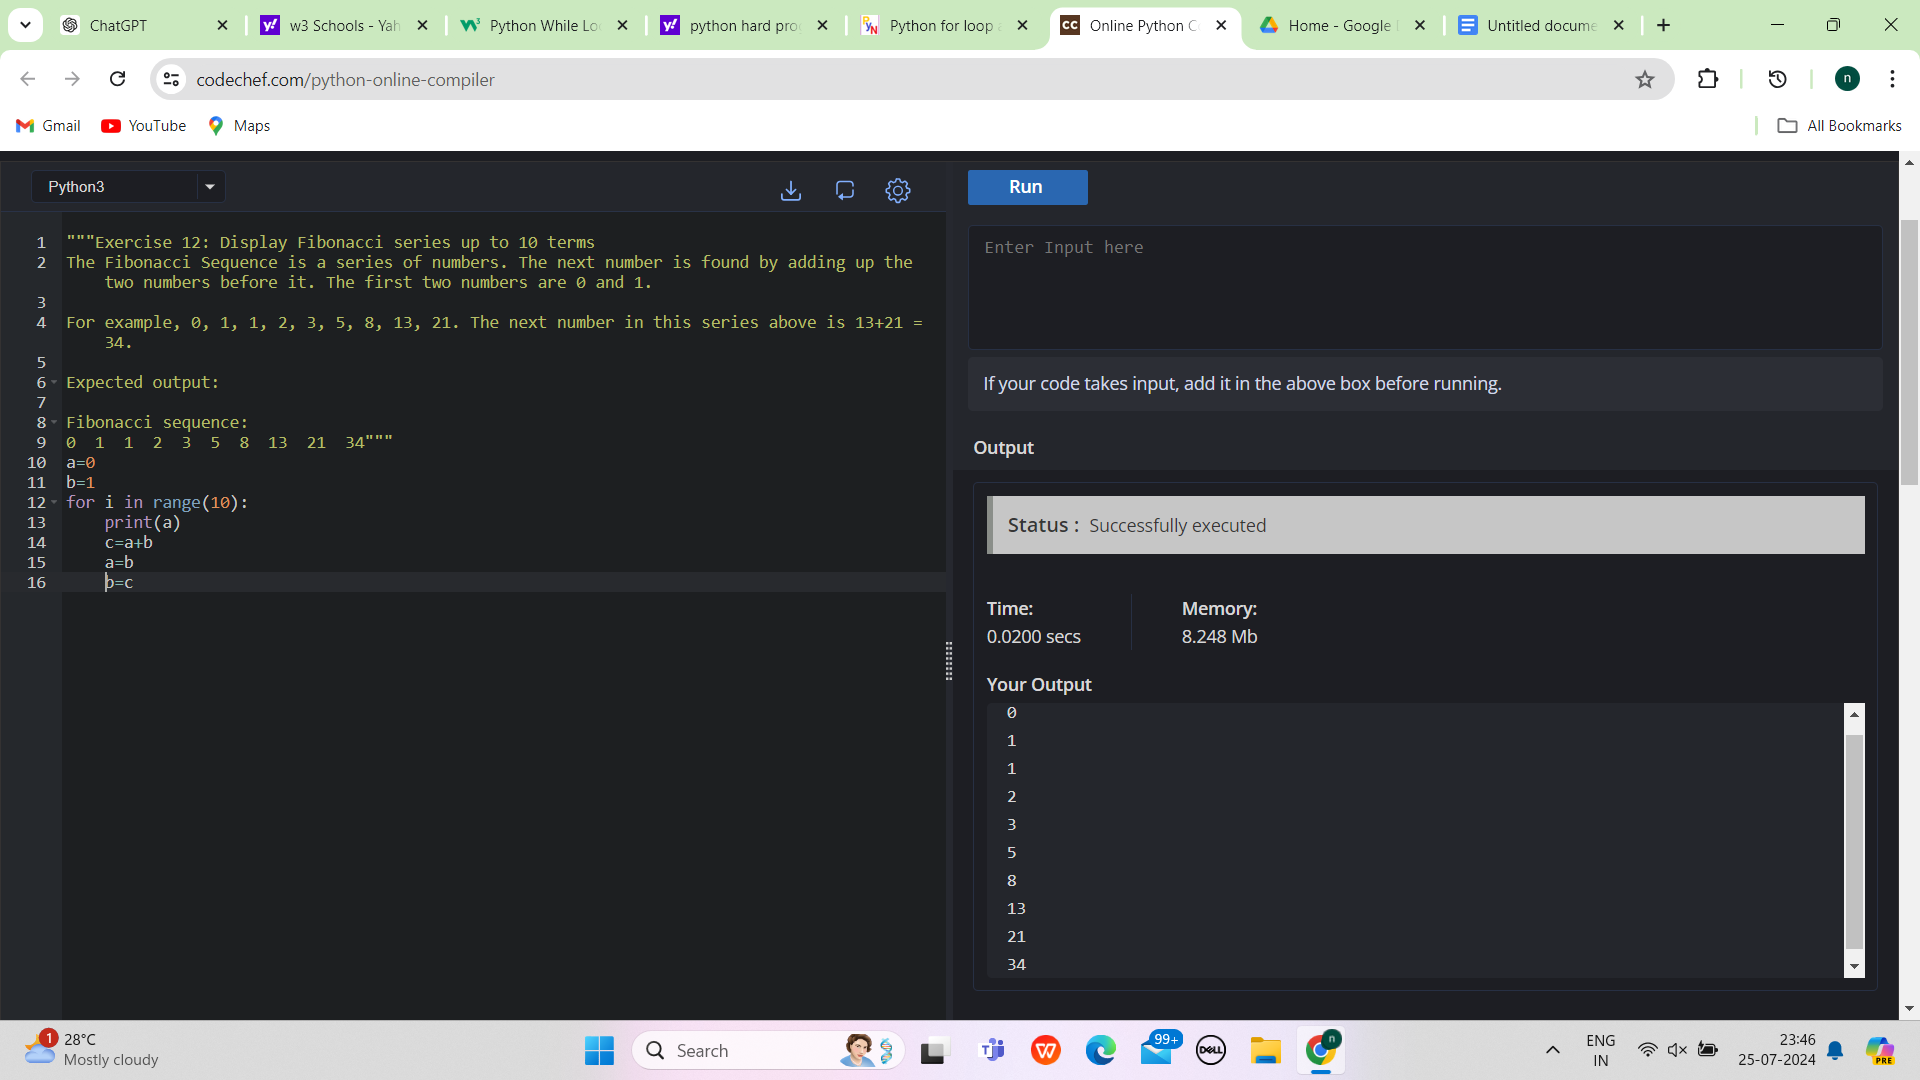 ChatGPT
w3 Schools - Yah
Python While Lo
python hard pro
Python for loop a
Online Python C
Home - Google
Untitled docume
codechef.com/python-online-compiler
n
Gmail
YouTube
Maps
All Bookmarks
Python3
Run
1 """Exercise 12: Display Fibonacci series up to 10 terms
2 The Fibonacci Sequence is a series of numbers. The next number is found by adding up the
two numbers before it. The first two numbers are 0 and 1.
3
4 For example, 0, 1, 1, 2, 3, 5, 8, 13, 21. The next number in this series above is 13+21 =
34.
5
6 Expected output:
7
8 Fibonacci sequence:
9 0  1  1  2  3  5  8  13  21  34"""
10 a=0
11 b=1
12 for i in range(10):
13     print(a)
14     c=a+b
15     a=b
16     b=c
Enter Input here
If your code takes input, add it in the above box before running.
Output
Status : Successfully executed
Time:
0.0200 secs
Memory:
8.248 Mb
Your Output
0
1
1
2
3
5
8
13
21
34
1
28°C
Mostly cloudy
Search
99+
DELL
n
ENG
IN
23:46
25-07-2024
PRE